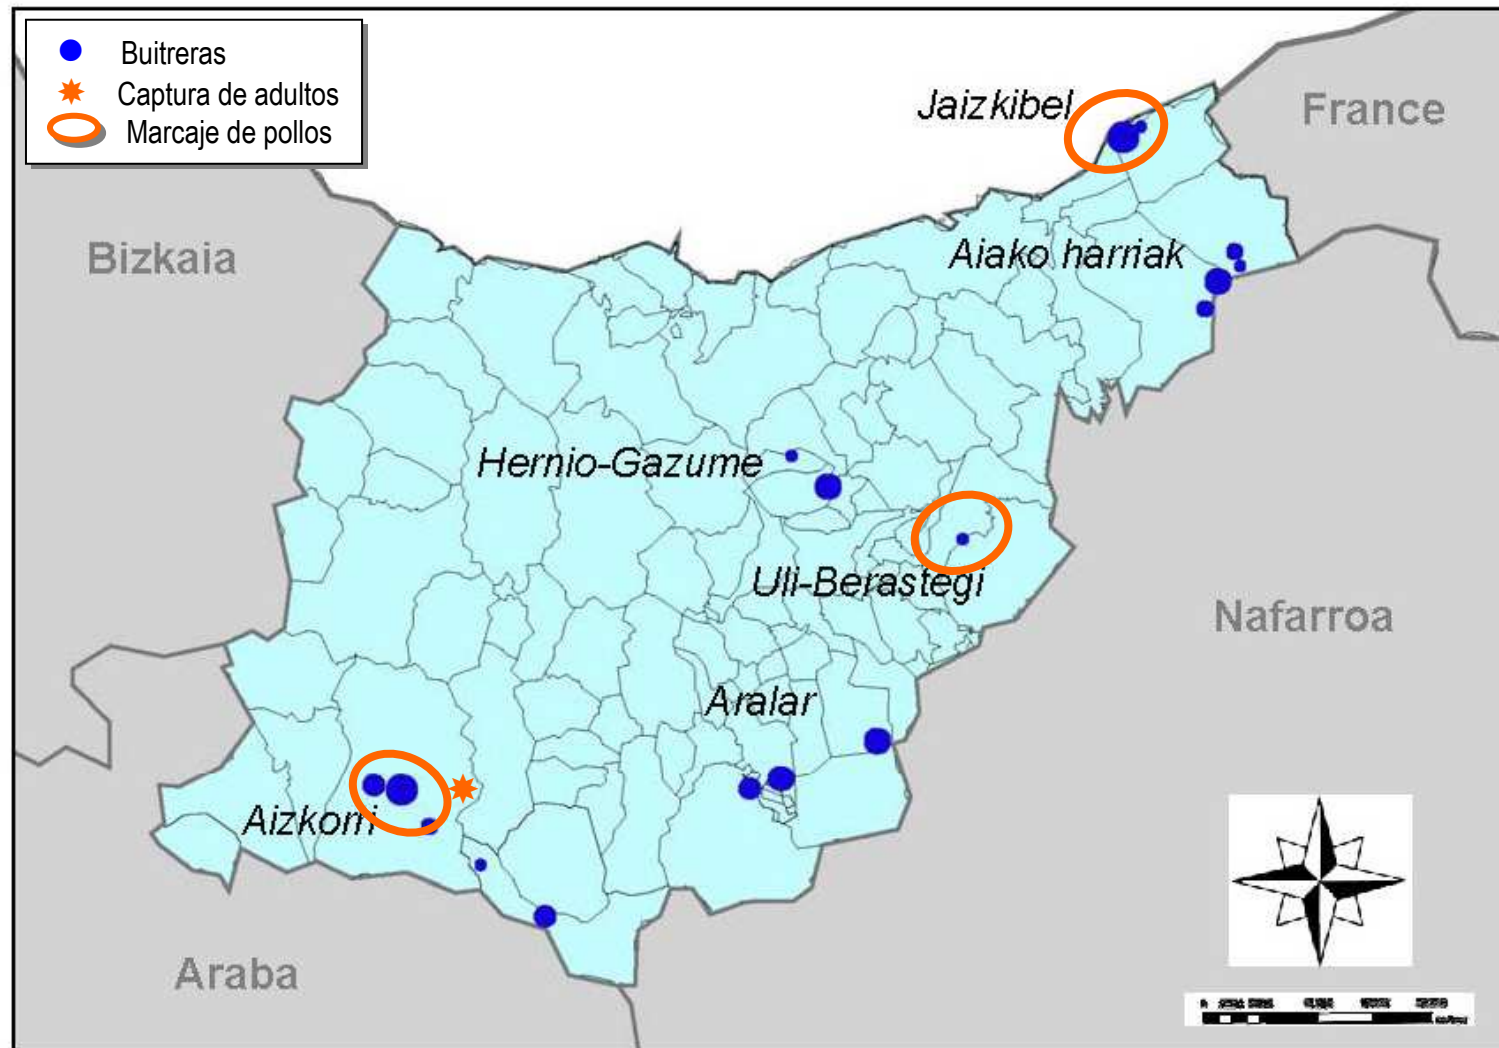 Buitreras
Captura de adultos
Marcaje de pollos
Jaizkibel
France
Bizkaia
Aiako harriak
Hernio-Gazume
Uli-Berastegi
Nafarroa
Aralar
Aizkorri
Araba